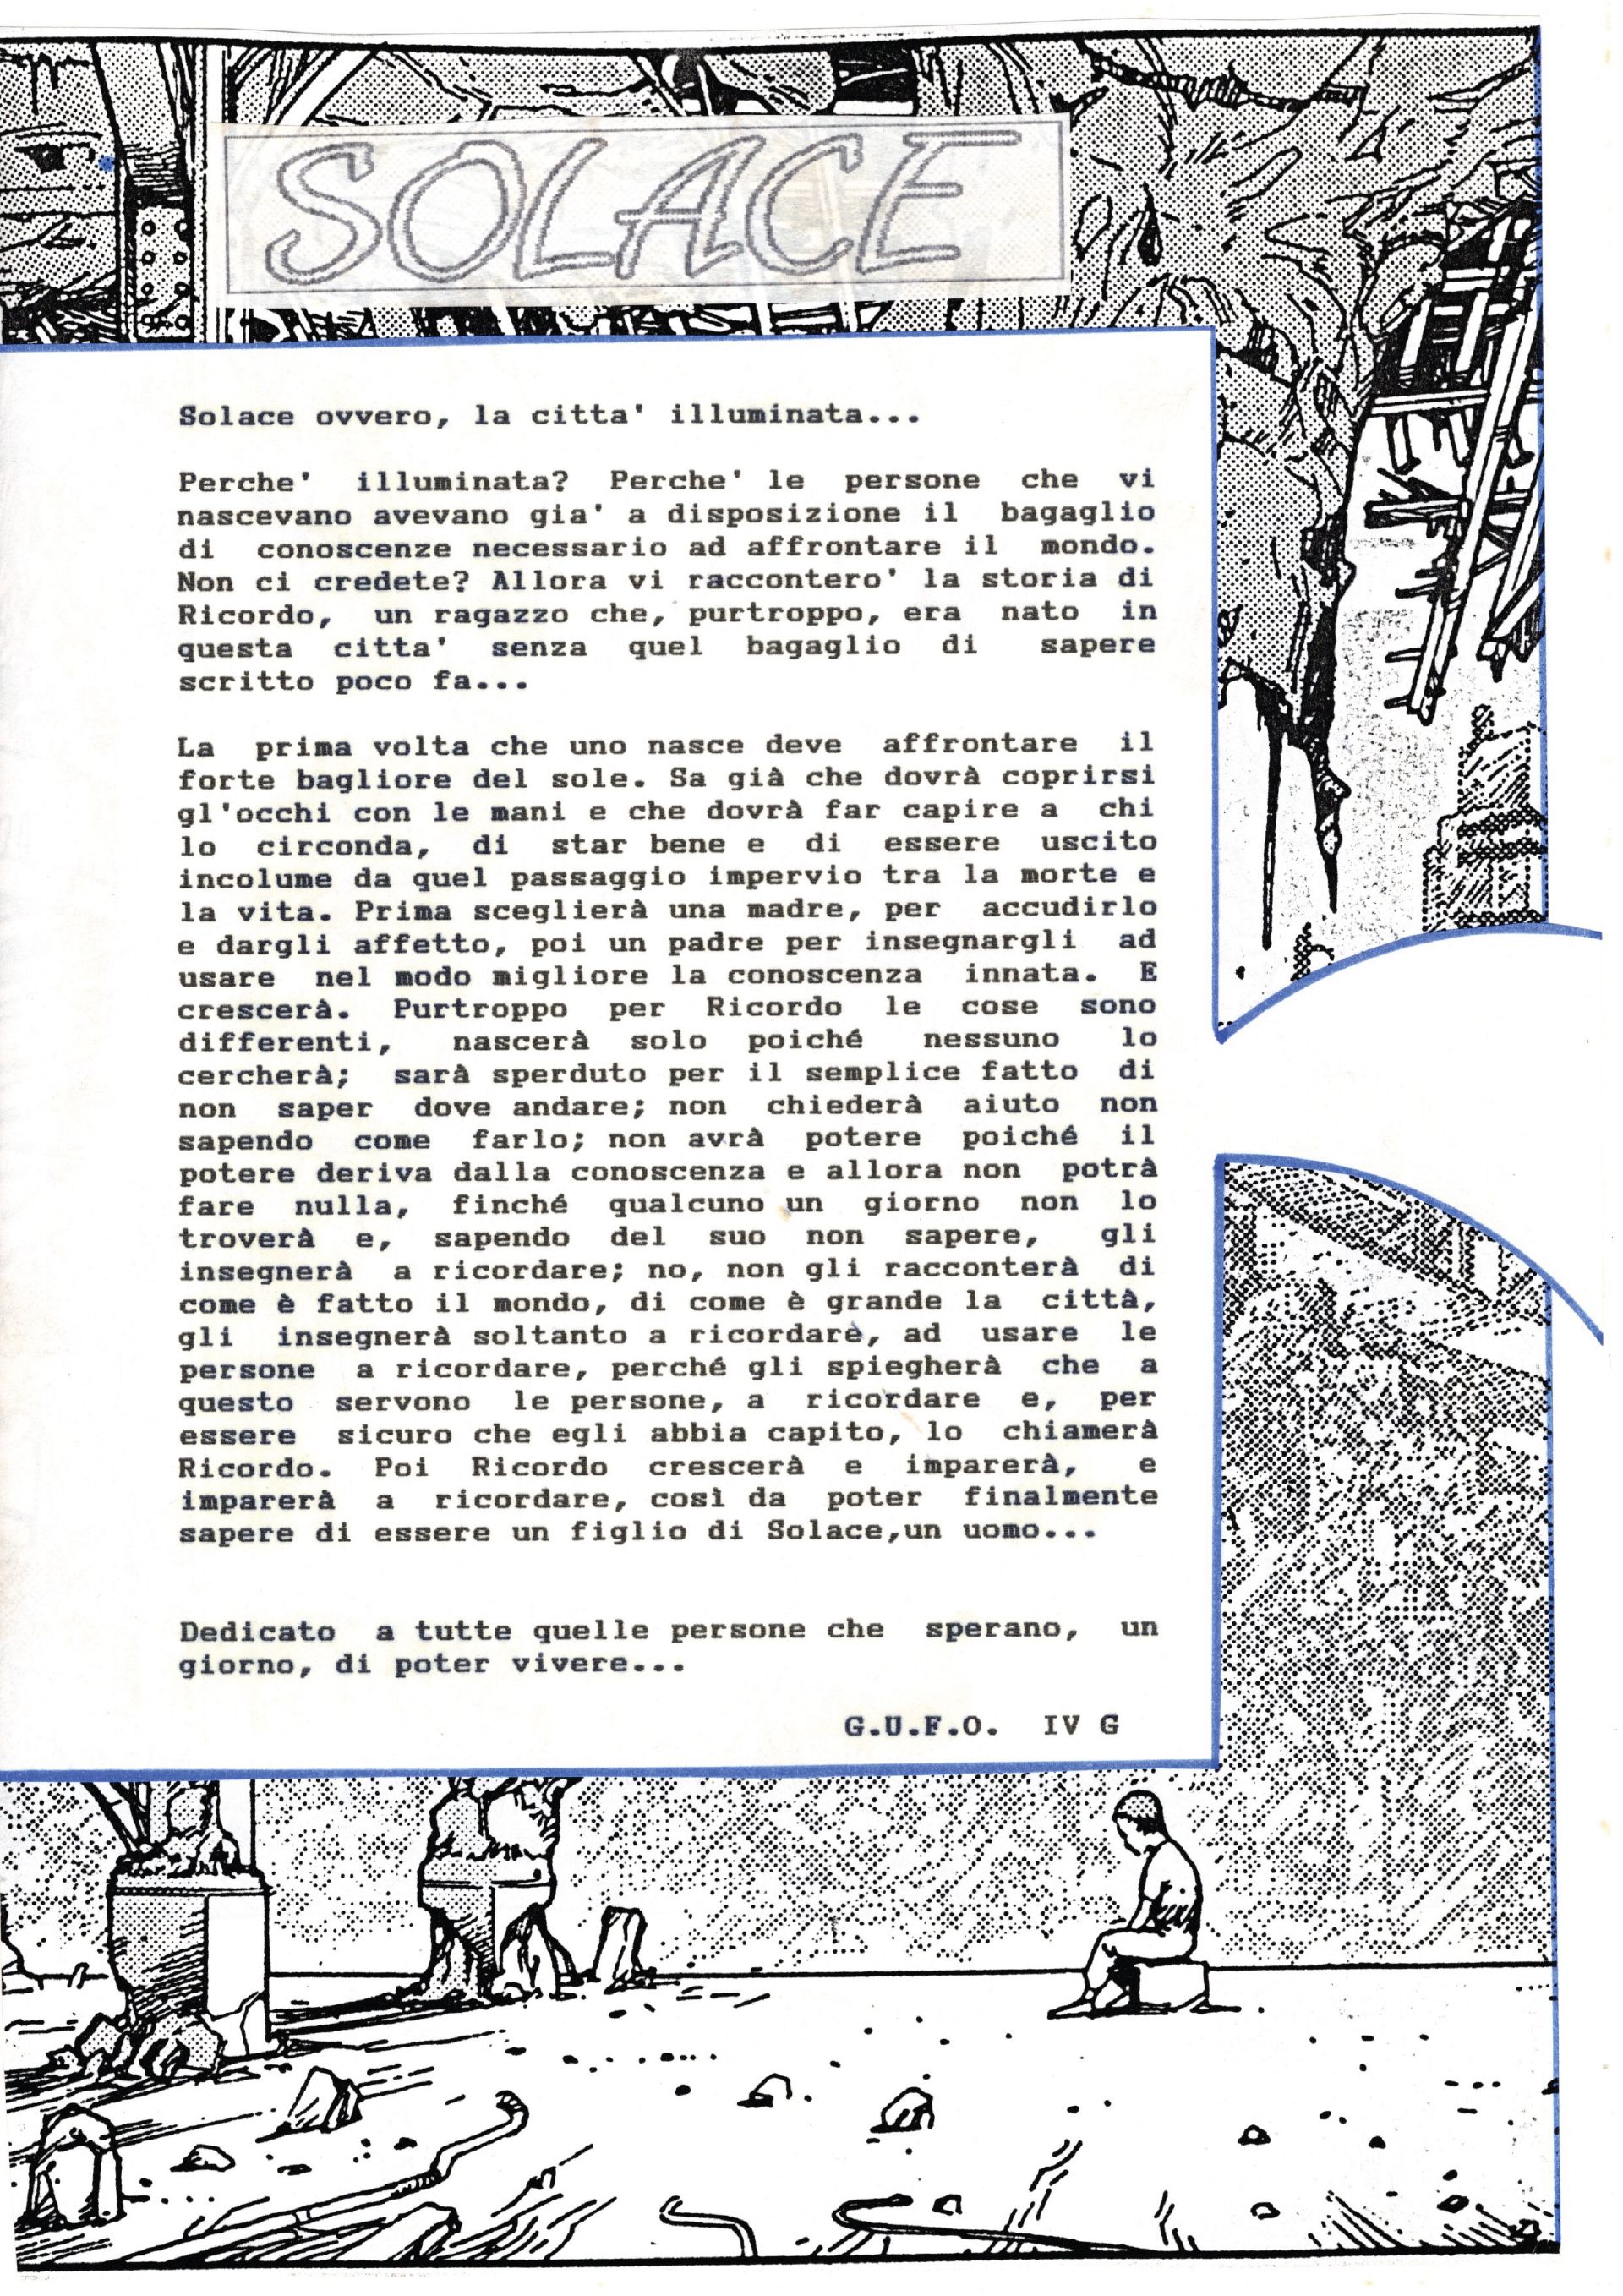 SOLACE
Solace ovvero, la citta' illuminata...
Perche' illuminata? Perche' le persone che vi
nascevano avevano gia' a disposizione il bagaglio
di conoscenze necessario ad affrontare il mondo.
Non ci credete? Allora vi raccontero' la storia di
Ricordo, un ragazzo che, purtroppo, era nato in
questa citta' senza quel bagaglio di sapere
scritto poco fa...
La prima volta che uno nasce deve affrontare il
forte bagliore del sole. Sa già che dovrà coprirsi
gl'occhi con le mani e che dovrà far capire a chi
lo circonda, di star bene e di essere uscito
incolume da quel passaggio impervio tra la morte e
la vita. Prima sceglierà una madre, per accudirlo
e dargli affetto, poi un padre per insegnargli ad
usare nel modo migliore la conoscenza innata. E
crescerà. Purtroppo per Ricordo le cose sono
differenti, nascerà solo poiché nessuno lo
cercherà; sarà sperduto per il semplice fatto di
non saper dove andare; non chiederà aiuto non
sapendo come farlo; non avrà potere poiché il
potere deriva dalla conoscenza e allora non potrà
fare nulla, finché qualcuno un giorno non lo
troverà e, sapendo del suo non sapere, gli
insegnerà a ricordare; no, non gli racconterà di
come è fatto il mondo, di come è grande la città,
gli insegnerà soltanto a ricordare, ad usare le
persone a ricordare, perché gli spiegherà che a
questo servono le persone, a ricordare e, per
essere sicuro che egli abbia capito, lo chiamerà
Ricordo. Poi Ricordo crescerà e imparerà, e
imparerà a ricordare, così da poter finalmente
sapere di essere un figlio di Solace,un uomo...
Dedicato a tutte quelle persone che sperano, un
giorno, di poter vivere...
G.U.F.O. IV G